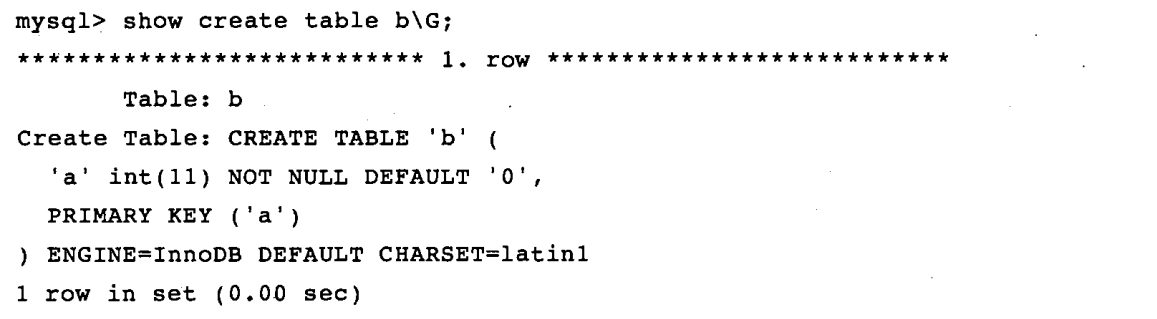 mysql> show create table b\G;
*************************** 1. row ***************************
Table: b
Create Table: CREATE TABLE 'b' (
'a' int(11) NOT NULL DEFAULT '0',
PRIMARY KEY ('a')
) ENGINE=InnoDB DEFAULT CHARSET=latin1
1 row in set (0.00 sec)